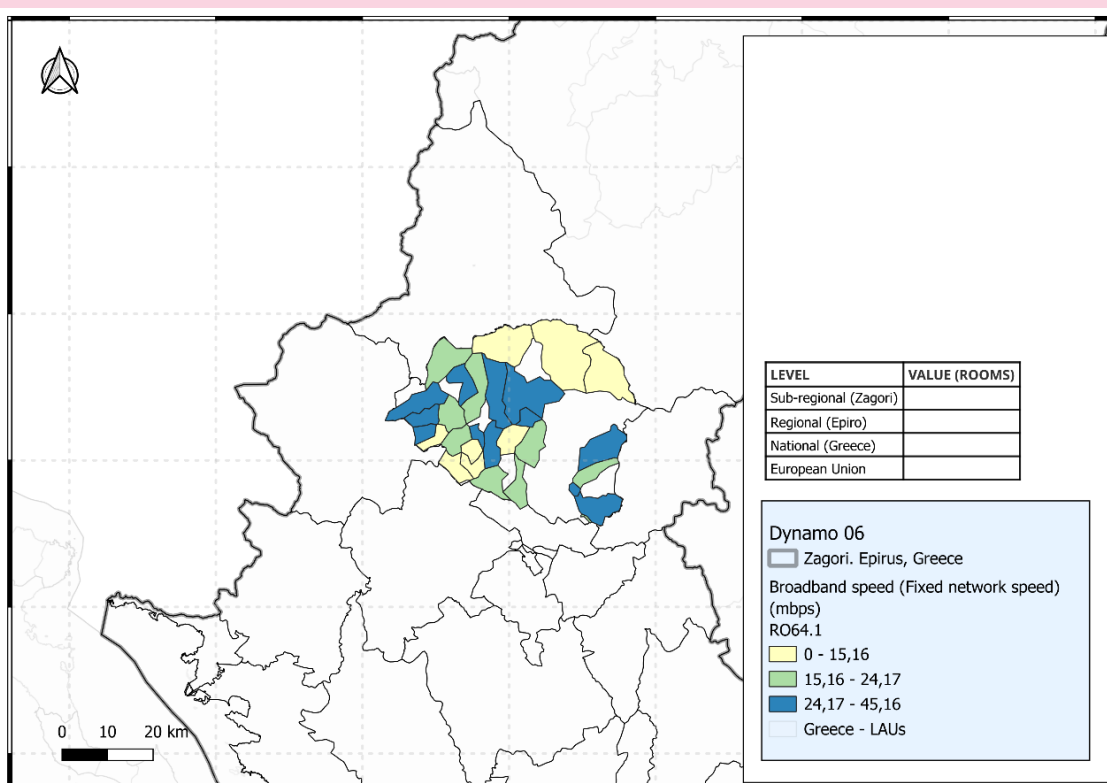 LEVEL VALUE (ROOMS)
Sub-regional (Zagori)
Regional (Epiro)
National (Greece)
European Union
Dynamo 06
Zagori. Epirus, Greece
Broadband speed (Fixed network speed)
(mbps)
RO64.1
0 - 15,16
15,16 - 24,17
24,17 - 45,16
Greece - LAUs
0 10 20 km